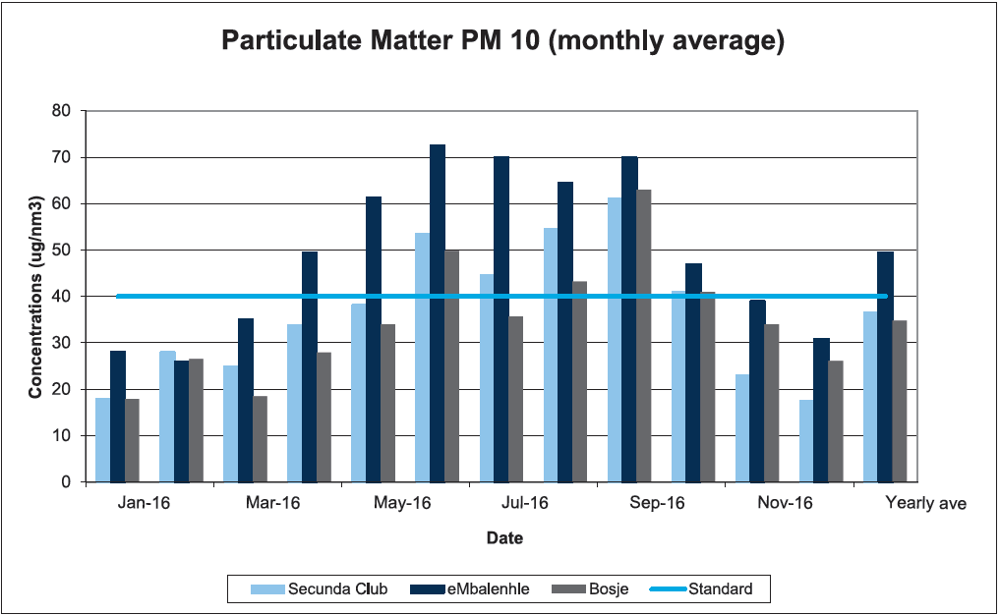 Particulate Matter PM 10 (monthly average)
Concentrations (ug/nm3)
80
70
60
50
40
30
20
10
0
Jan-16 Mar-16 May-16 Jul-16 Sep-16 Nov-16 Yearly ave
Date
Secunda Club eMbalenhle Bosje Standard